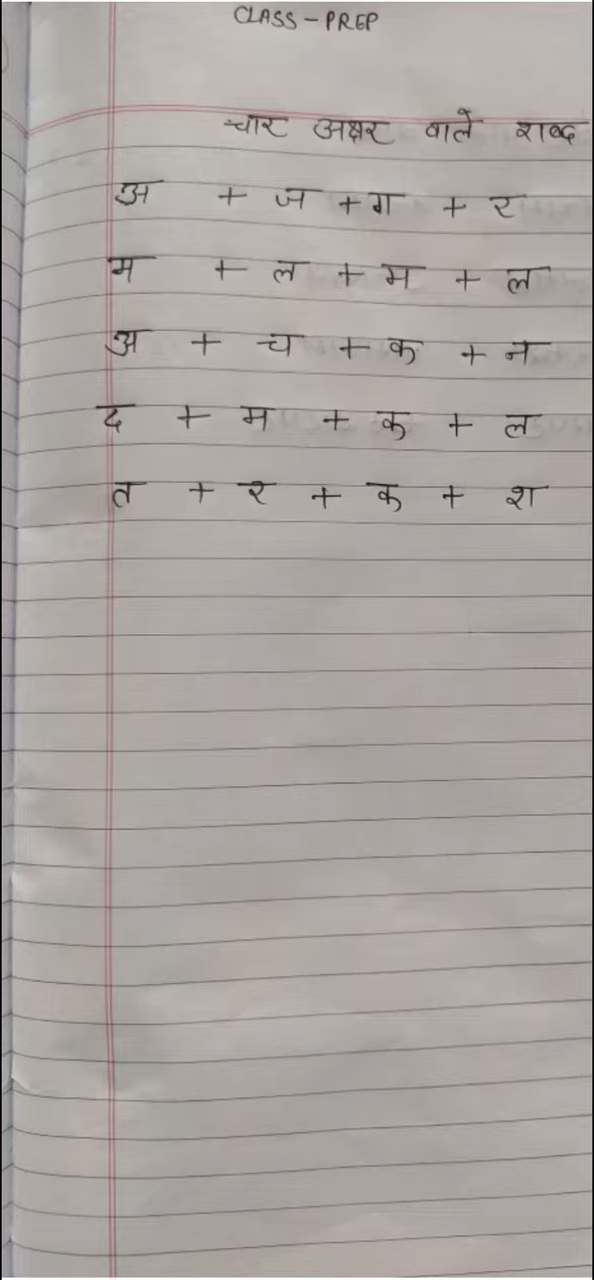 CLASS-PREP
चार अक्षर वाले शब्द
अ + ज + ग + र
म + ल + म + ल
अ + च + क + न
द + म + क + ल
त + र + क + श